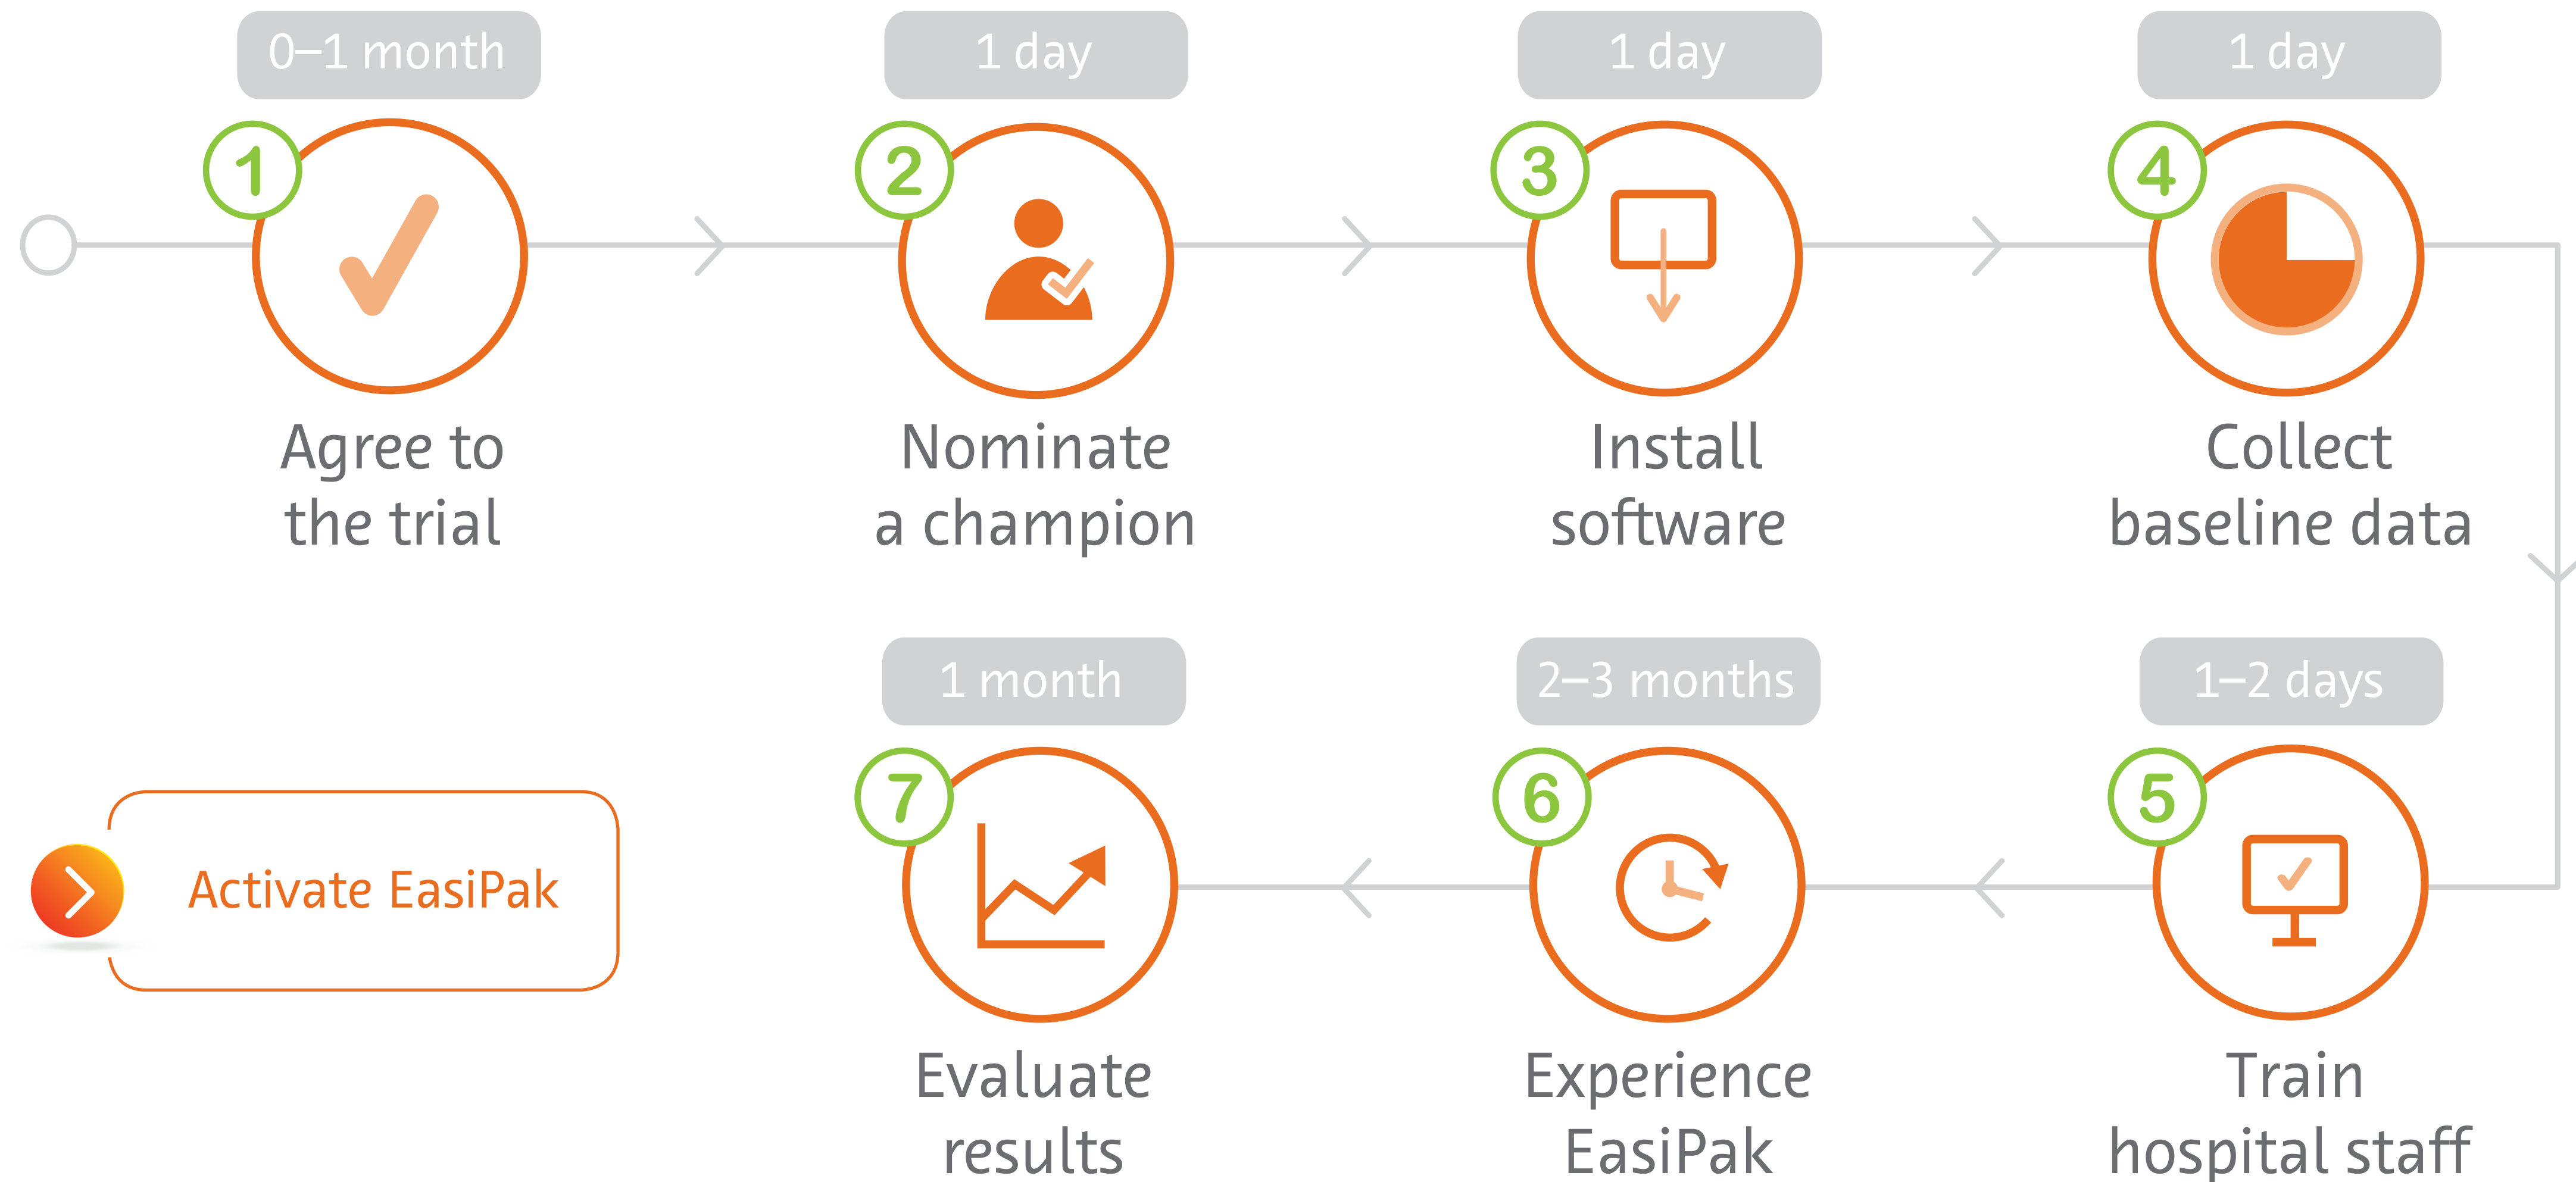 0–1 month
1
Agree to
the trial
1 day
2
Nominate
a champion
1 day
3
Install
software
1 day
4
Collect
baseline data
1–2 days
5
Train
hospital staff
2–3 months
6
Experience
EasiPak
1 month
7
Evaluate
results
Activate EasiPak